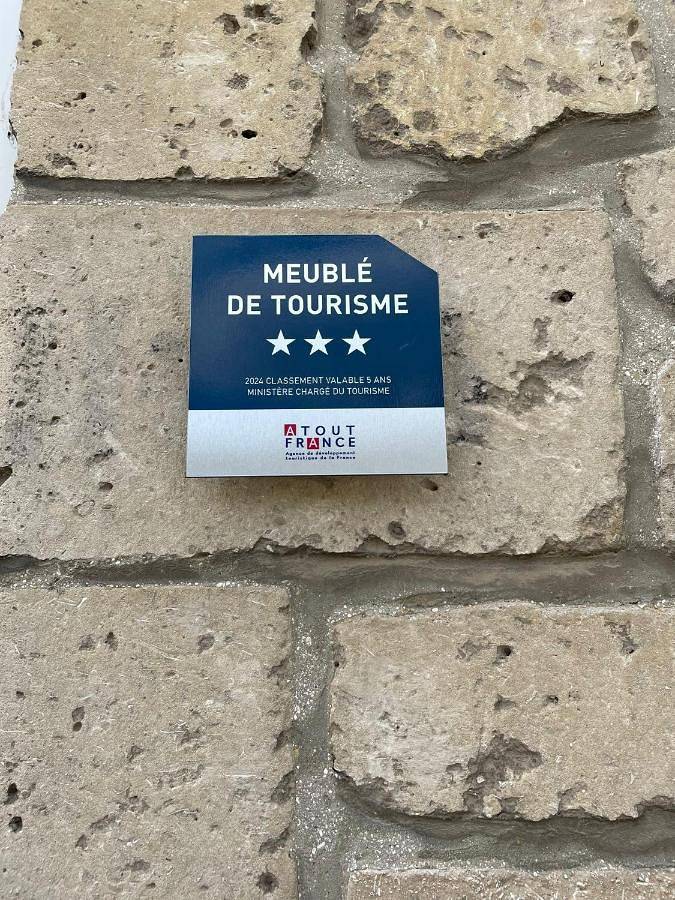 MEUBLÉ
DE TOURISME
★★★
2024 CLASSEMENT VALABLE 5 ANS
MINISTÈRE CHARGÉ DU TOURISME
ATOUT
FRANCE
Agence de développement
touristique de la France